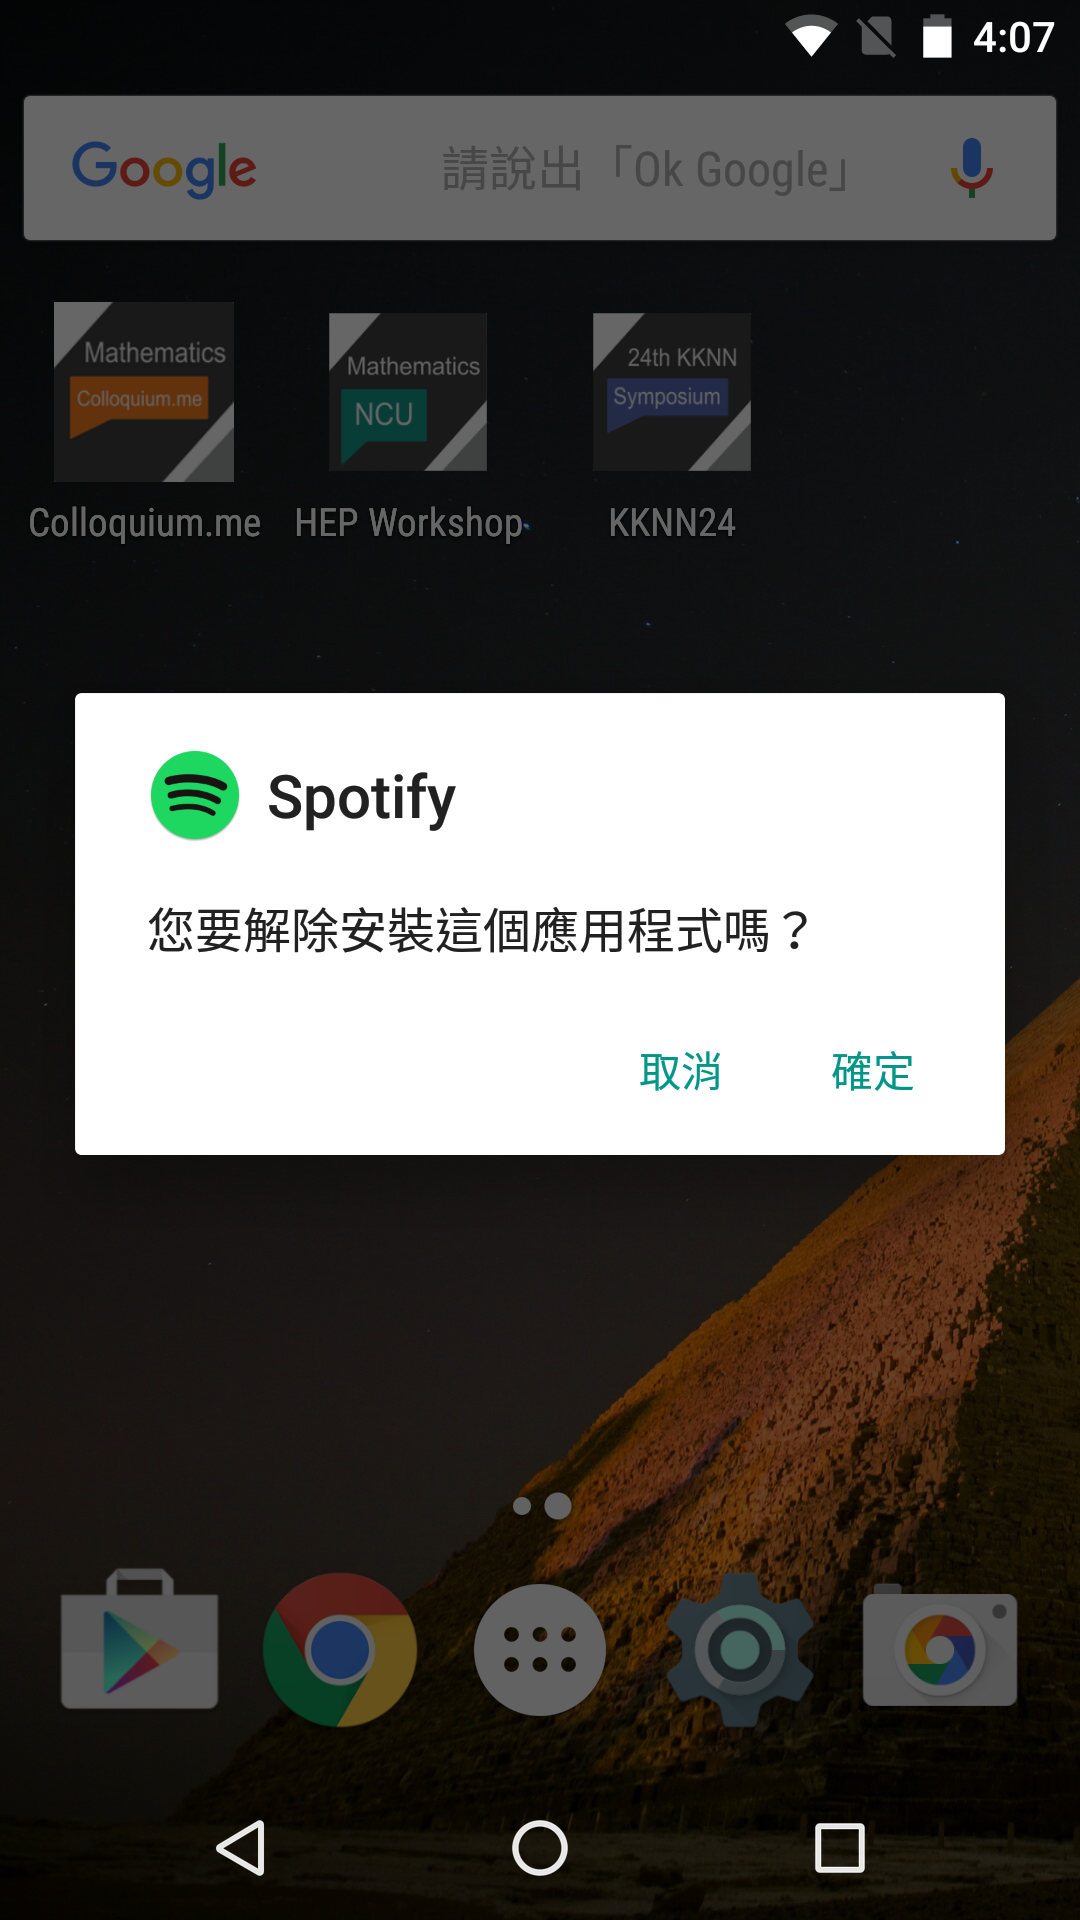 4:07
Google 請說出「Ok Google」
Mathematics
Colloquium.me
Mathematics
NCU
24th KKNN
Symposium
Colloquium.me
HEP Workshop
KKNN24
Spotify
您要解除安裝這個應用程式嗎？
取消 確定